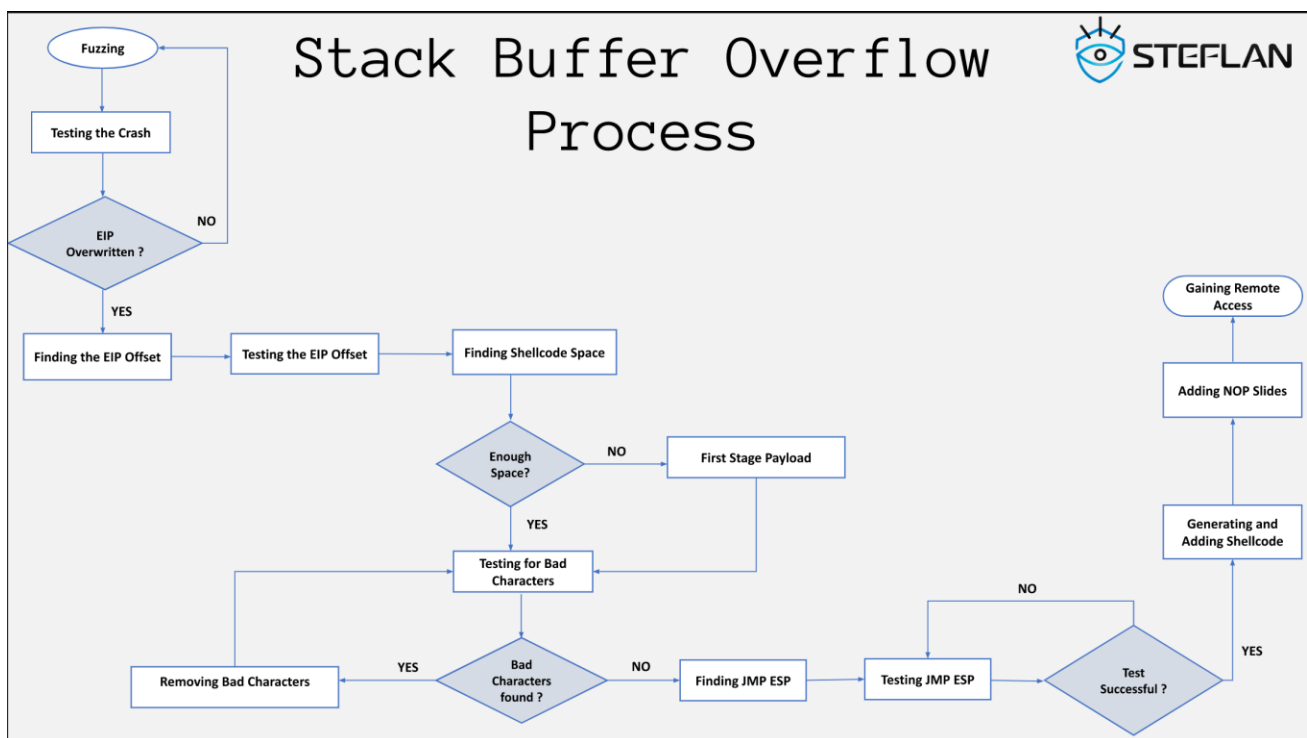 Stack Buffer Overflow
Process
STEFLAN
Fuzzing
Testing the Crash
EIP
Overwritten ?
NO
YES
Finding the EIP Offset
Testing the EIP Offset
Finding Shellcode Space
Enough
Space?
NO
First Stage Payload
YES
Testing for Bad
Characters
Bad
Characters
found ?
YES
Removing Bad Characters
NO
Finding JMP ESP
Testing JMP ESP
Test
Successful ?
NO
YES
Generating and
Adding Shellcode
Adding NOP Slides
Gaining Remote
Access